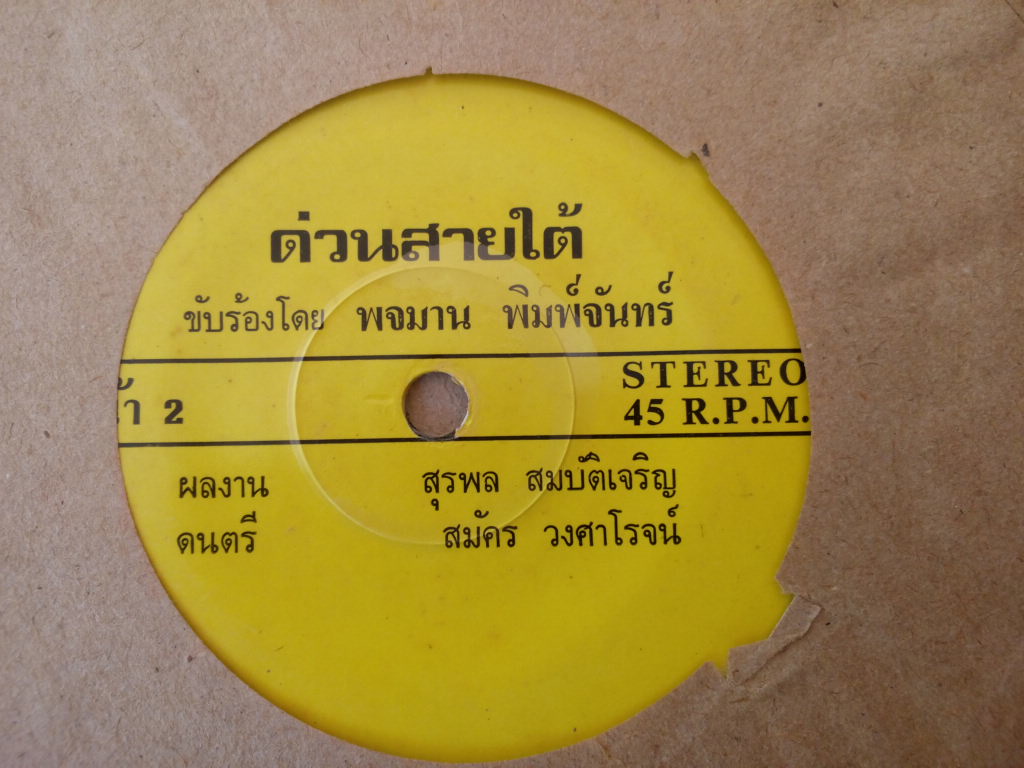 ด่วนสายใต้
ขับร้องโดย พจมาน พิมพ์จันทร์
2
STEREO
45 R.P.M.
ผลงาน สุรพล สมบัติเจริญ
ดนตรี สมัคร วงศาโรจน์